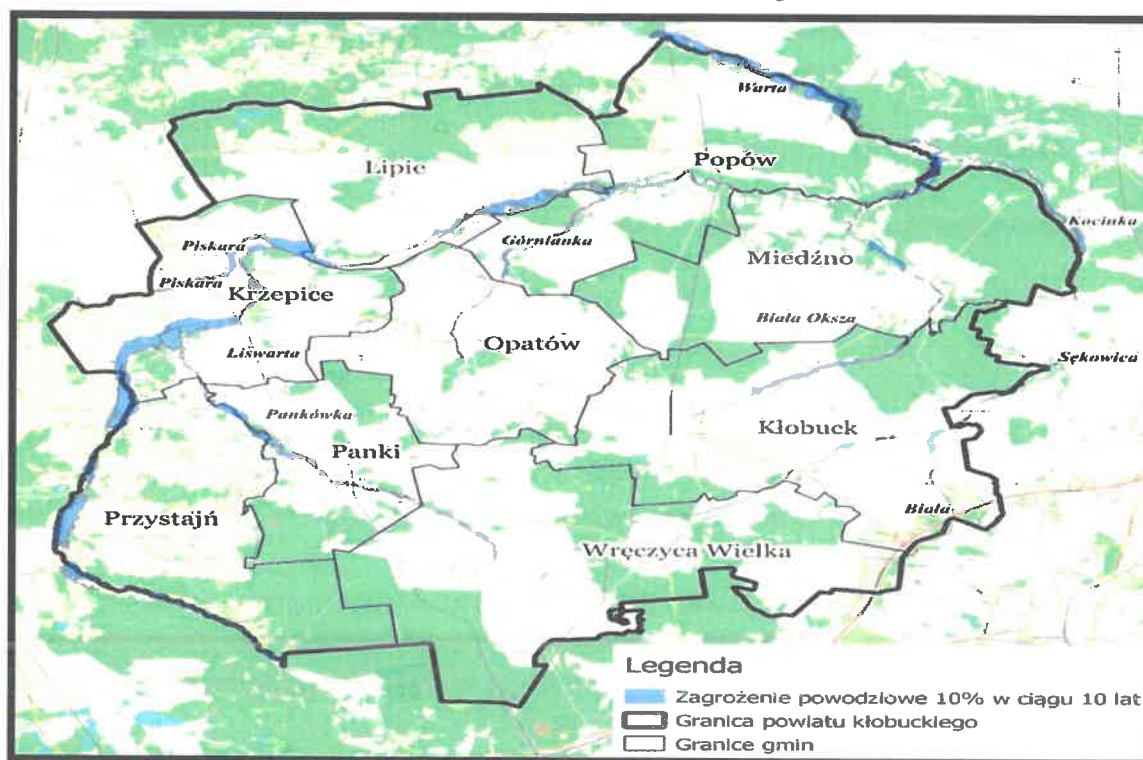 Warta
Popów
Lipie
Kocinka
Piskara
Górnianka
Miedźno
Piskara
Krzepice
Biała Oksza
Opatów
Liswarta
Sękowica
Pankówka
Kłobuck
Panki
Przystajń
Biała
Wręczyca Wielka
Legenda
Zagrożenie powodziowe 10% w ciągu 10 lat
Granica powiatu kłobuckiego
Granice gmin